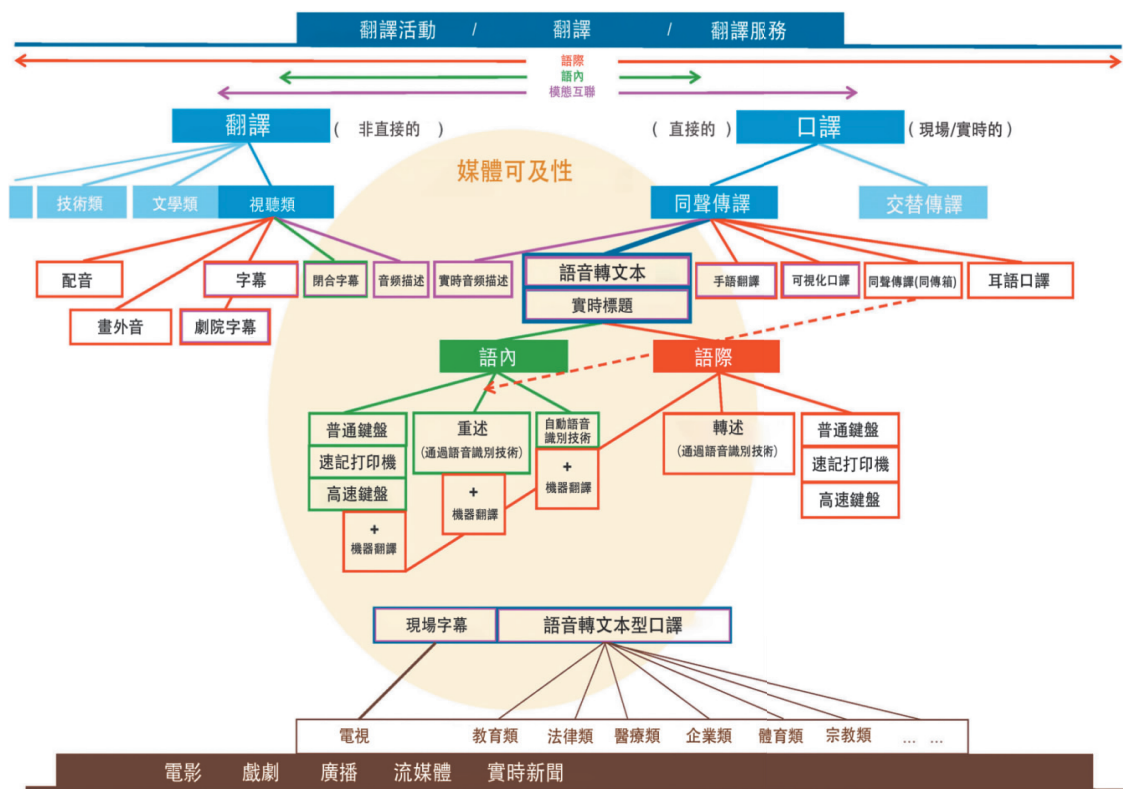 翻譯活動 / 翻譯 / 翻譯服務
語際
語內
模態互聯
翻譯 ( 非直接的 ) ( 直接的 ) 口譯 (現場/實時的)
媒體可及性
技術類 文學類 視聽類 同聲傳譯 交替傳譯
配音 字幕 閉合字幕 音頻描述 實時音頻描述 語音轉文本 手語翻譯 可視化口譯 同聲傳譯(同傳箱) 耳語口譯
畫外音 劇院字幕 實時標題
語內 語際
普通鍵盤 重述 自動語音 轉述 普通鍵盤
(通過語音識別技術) 識別技術 (通過語音識別技術)
速記打印機 速記打印機
高速鍵盤 + + 高速鍵盤
機器翻譯 機器翻譯
+
機器翻譯
現場字幕 語音轉文本型口譯
電視 教育類 法律類 醫療類 企業類 體育類 宗教類 ... ...
電影 戲劇 廣播 流媒體 實時新聞